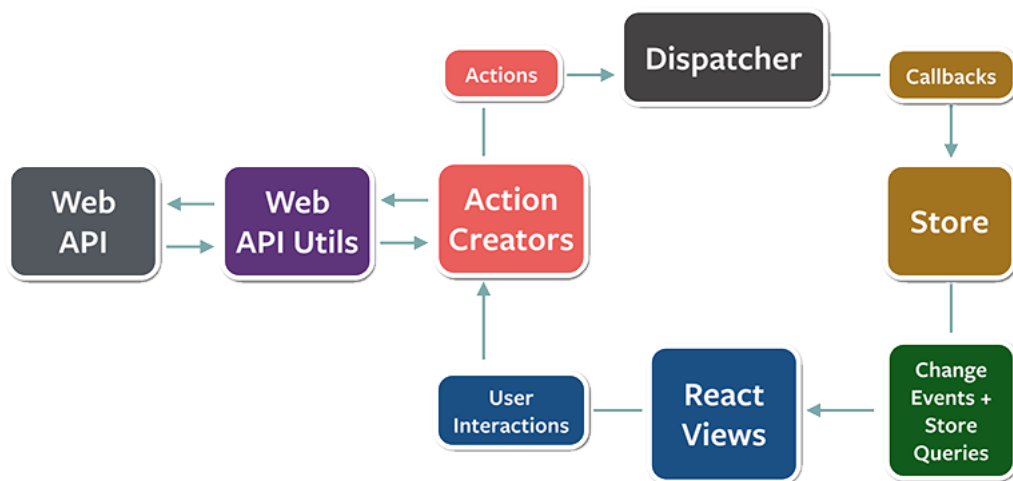 Actions
Dispatcher
Callbacks
Web
API
Web
API Utils
Action
Creators
Store
User
Interactions
React
Views
Change
Events +
Store
Queries